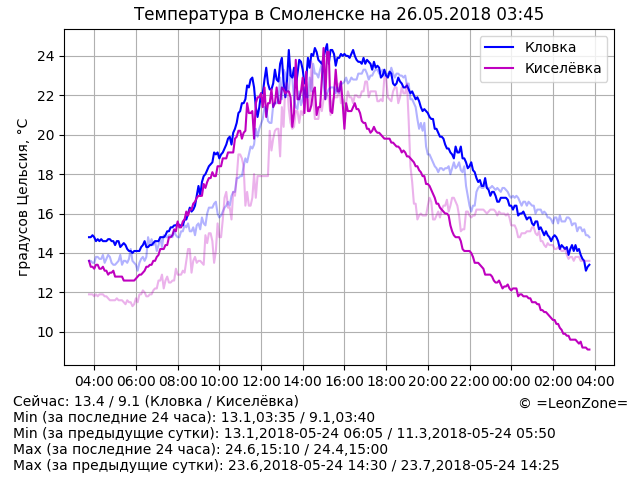 Температура в Смоленске на 26.05.2018 03:45
градусов Цельсия, °C
24
22
20
18
16
14
12
10
Кловка
Киселёвка
04:00 06:00 08:00 10:00 12:00 14:00 16:00 18:00 20:00 22:00 00:00 02:00 04:00
Сейчас: 13.4 / 9.1 (Кловка / Киселёвка)
© =LeonZone=
Min (за последние 24 часа): 13.1,03:35 / 9.1,03:40
Min (за предыдущие сутки): 13.1,2018-05-24 06:05 / 11.3,2018-05-24 05:50
Max (за последние 24 часа): 24.6,15:10 / 24.4,15:00
Max (за предыдущие сутки): 23.6,2018-05-24 14:30 / 23.7,2018-05-24 14:25